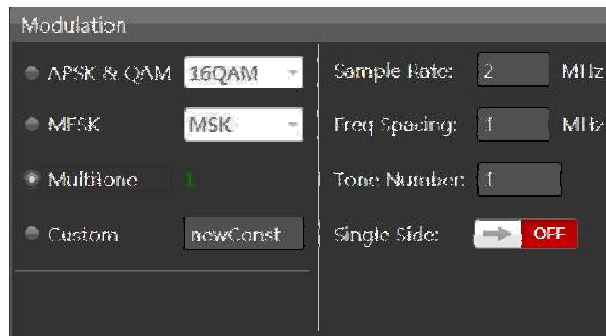 Modulation
APSK & QAM 16QAM
MFSK MSK
Multitone 1
Custom newConst
Sample Rate: 2 MHz
Freq Spacing: 1 MHz
Tone Number: 1
Single Side: OFF